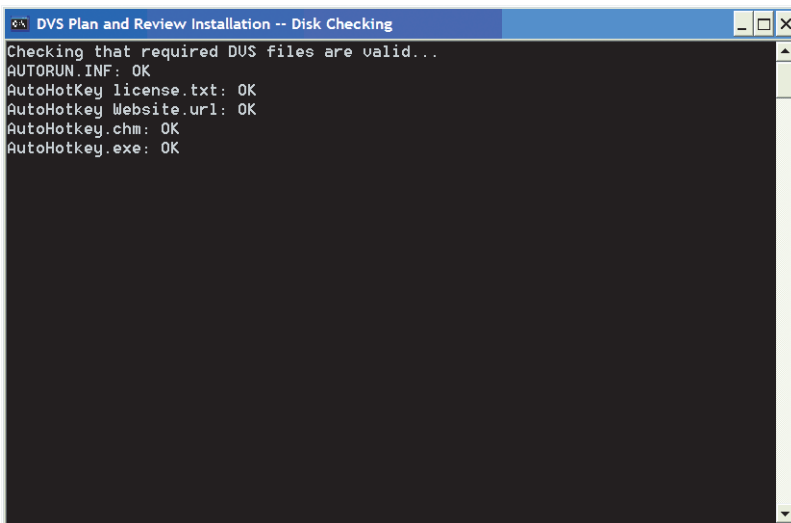 DVS Plan and Review Installation -- Disk Checking
Checking that required DVS files are valid...
AUTORUN.INF: OK
AutoHotKey license.txt: OK
AutoHotkey Website.url: OK
AutoHotkey.chm: OK
AutoHotkey.exe: OK